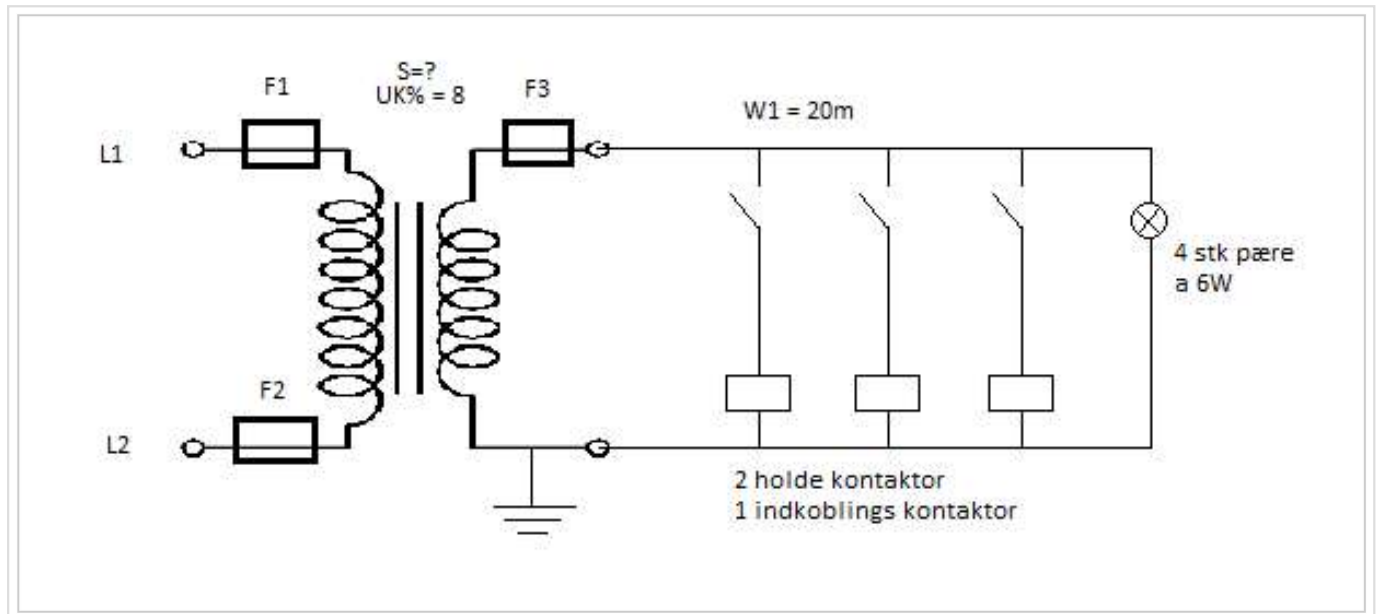 F1
S=?
UK% = 8
F3
W1 = 20m
L1
4 stk pære
a 6W
F2
L2
2 holde kontaktor
1 indkoblings kontaktor